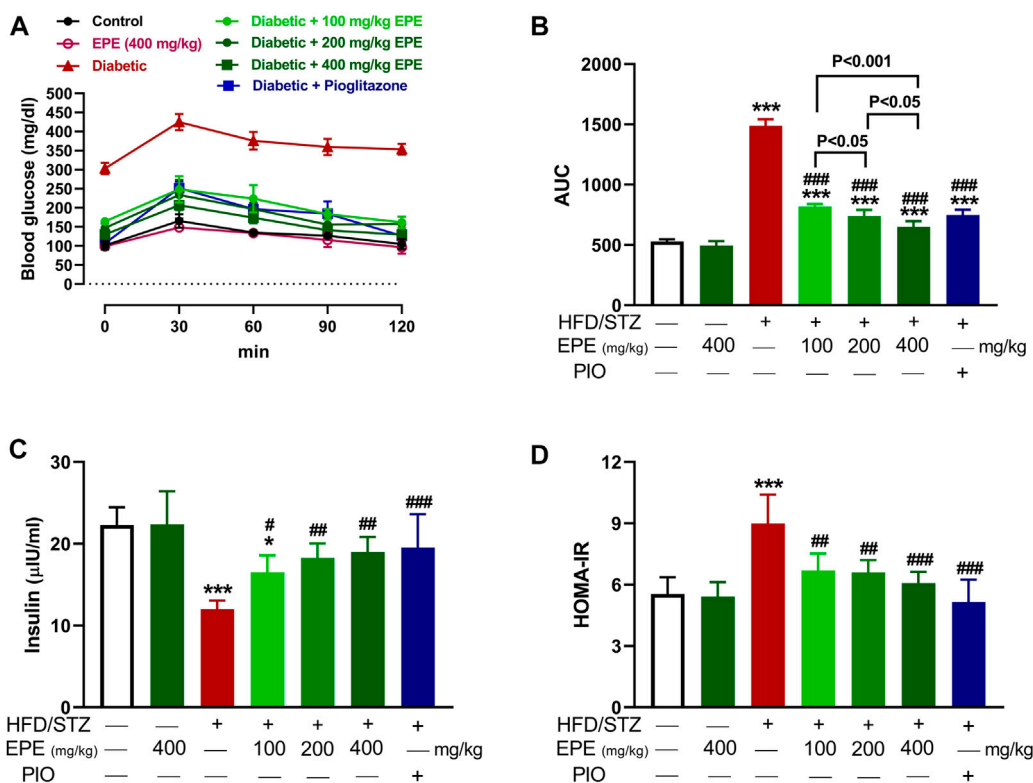 A
Control
EPE (400 mg/kg)
Diabetic
Diabetic + 100 mg/kg EPE
Diabetic + 200 mg/kg EPE
Diabetic + 400 mg/kg EPE
Diabetic + Pioglitazone
Blood glucose (mg/dl)
500
450
400
350
300
250
200
150
100
50
0
0 30 60 90 120
min
B
P<0.001
P<0.05
P<0.05
AUC
2000
1500
1000
500
0
***
### ### ### ###
*** *** *** ***
HFD/STZ — — + + + + +
EPE (mg/kg) — 400 — 100 200 400 — mg/kg
PIO — — — — — — +
C
Insulin (µIU/ml)
30
20
10
0
***
# ## ## ###
*
HFD/STZ — — + + + + +
EPE (mg/kg) — 400 — 100 200 400 — mg/kg
PIO — — — — — — +
D
HOMA-IR
12
9
6
3
0
***
## ## ### ###
HFD/STZ — — + + + + +
EPE (mg/kg) — 400 — 100 200 400 — mg/kg
PIO — — — — — — +